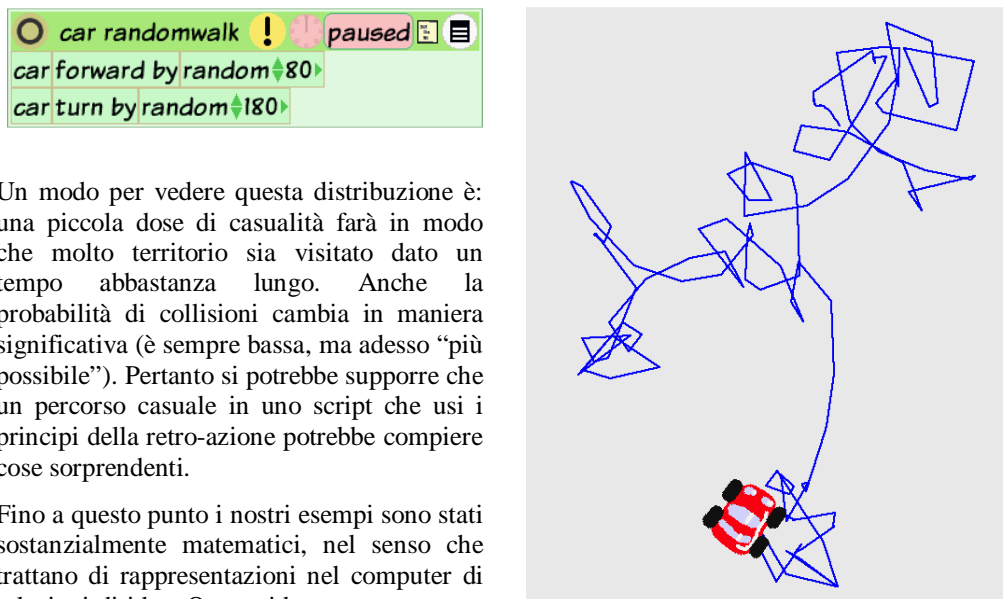 car randomwalk ! paused
car forward by random 80
car turn by random 180
Un modo per vedere questa distribuzione è:
una piccola dose di casualità farà in modo
che molto territorio sia visitato dato un
tempo abbastanza lungo. Anche la
probabilità di collisioni cambia in maniera
significativa (è sempre bassa, ma adesso “più
possibile”). Pertanto si potrebbe supporre che
un percorso casuale in uno script che usi i
principi della retro-azione potrebbe compiere
cose sorprendenti.
Fino a questo punto i nostri esempi sono stati
sostanzialmente matematici, nel senso che
trattano di rappresentazioni nel computer di